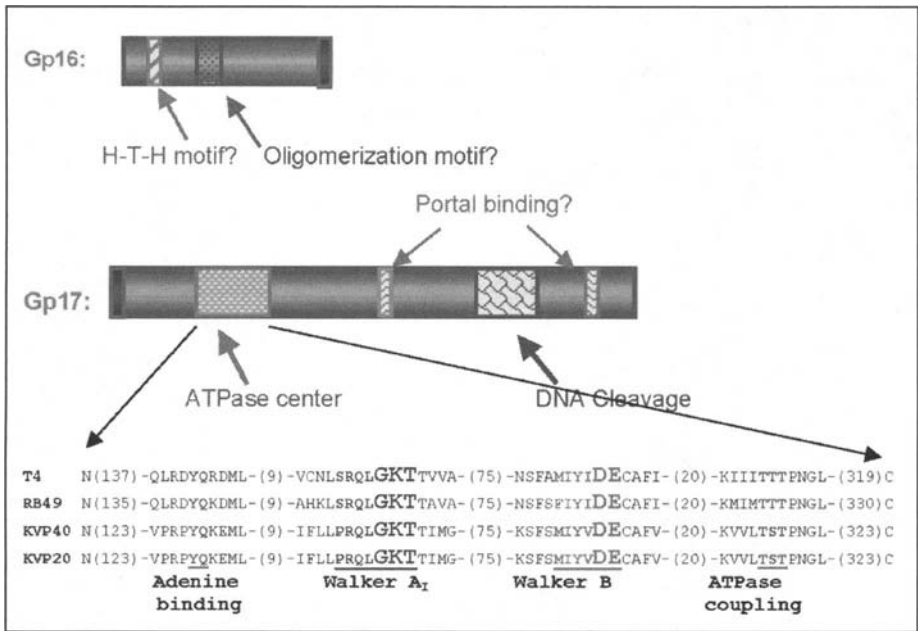 Gp16:
H-T-H motif? Oligomerization motif?
Portal binding?
Gp17:
ATPase center DNA Cleavage
T4 N(137)-QLRDYQRDML-(9)-VCNLSRQLGKTTVVA-(75)-NSFAMIYIDECAFI-(20)-KIIITTTPNGL-(319)C
RB49 N(135)-QLRDYQRDML-(9)-AHKLSRQLGKTTAVA-(75)-NSFSFIYIDECAFI-(20)-KMIMTTTPNGL-(330)C
KVP40 N(123)-VPRPYQKEML-(9)-IFLLPRQLGKTTIMG-(75)-KSFSMIYVDECAFV-(20)-KVVLTSTPNGL-(323)C
KVP20 N(123)-VPRPYQKEML-(9)-IFLLPRQLGKTTIMG-(75)-KSFSMIYVDECAFV-(20)-KVVLTSTPNGL-(323)C
Adenine Walker AI Walker B ATPase
binding coupling